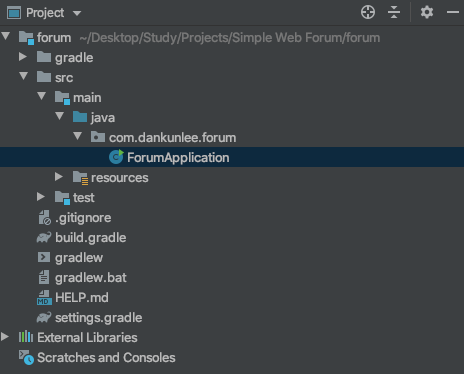 Project
forum ~/Desktop/Study/Projects/Simple Web Forum/forum
gradle
src
main
java
com.dankunlee.forum
ForumApplication
resources
test
.gitignore
build.gradle
gradlew
gradlew.bat
HELP.md
settings.gradle
External Libraries
Scratches and Consoles